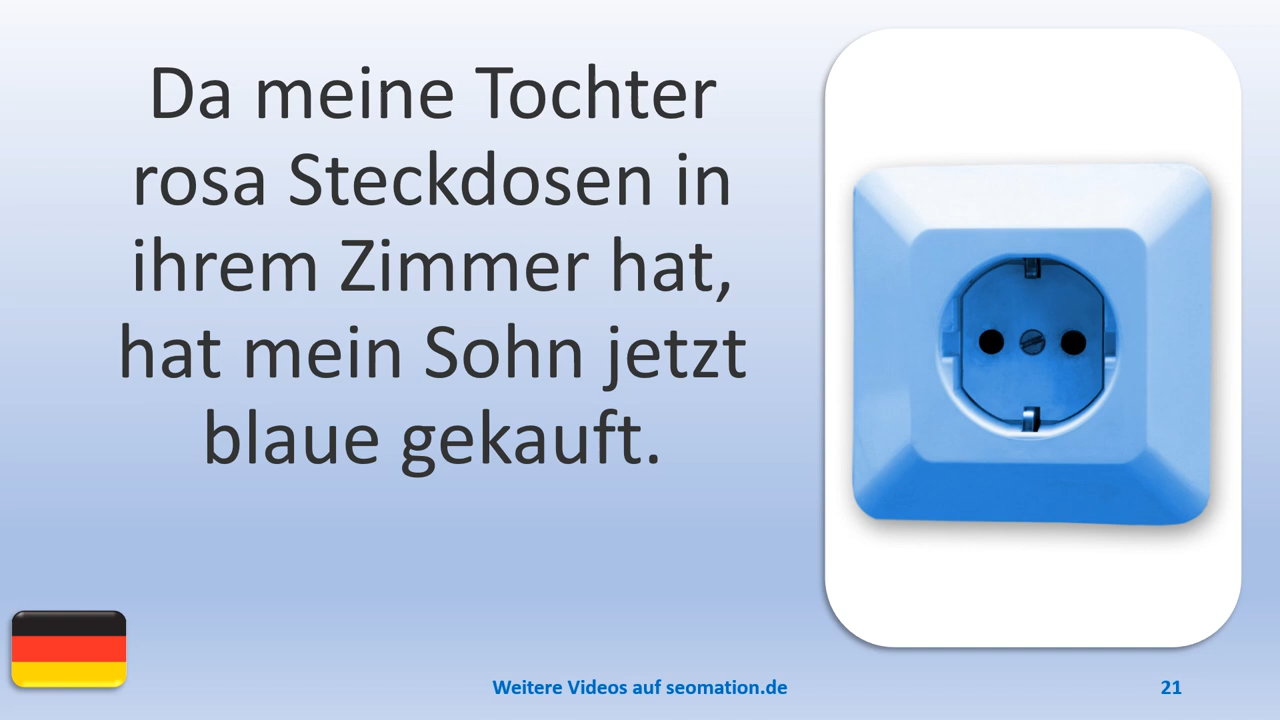 Da meine Tochter
rosa Steckdosen in
ihrem Zimmer hat,
hat mein Sohn jetzt
blaue gekauft.
Weitere Videos auf seomation.de
21